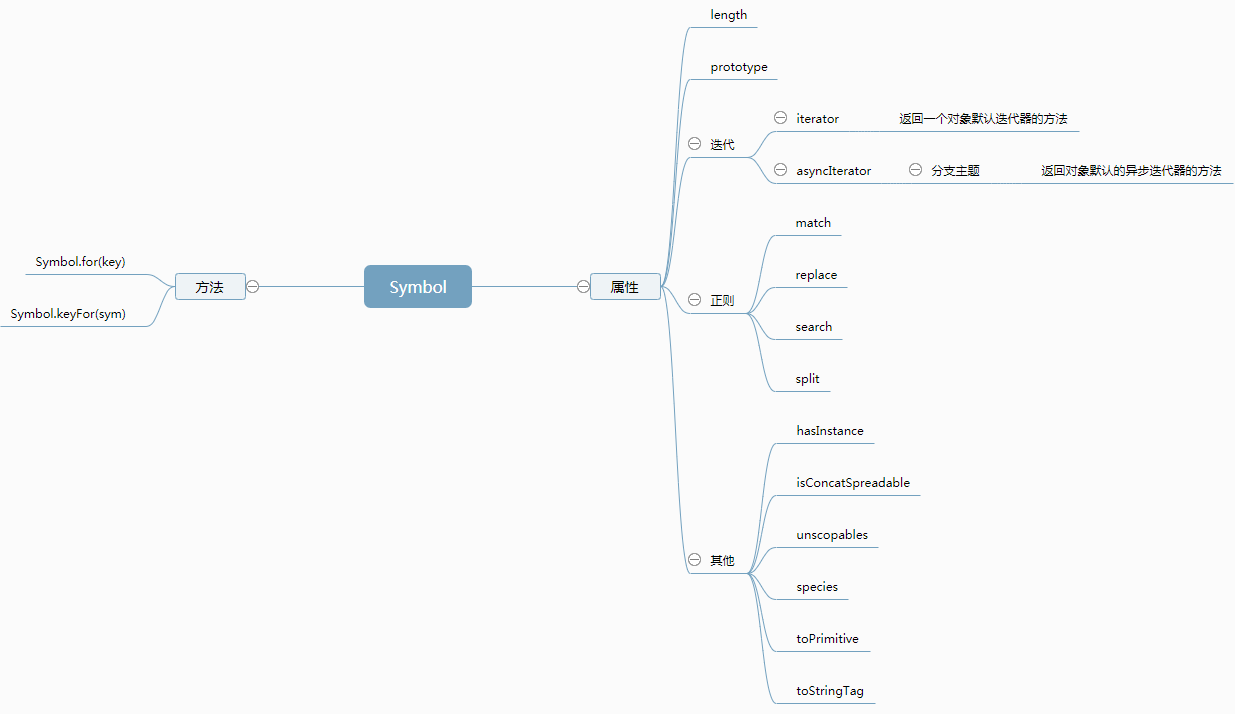 Symbol
方法
Symbol.for(key)
Symbol.keyFor(sym)
属性
length
prototype
迭代
iterator
返回一个对象默认迭代器的方法
asyncIterator
分支主题
返回对象默认的异步迭代器的方法
正则
match
replace
search
split
其他
hasInstance
isConcatSpreadable
unscopables
species
toPrimitive
toStringTag